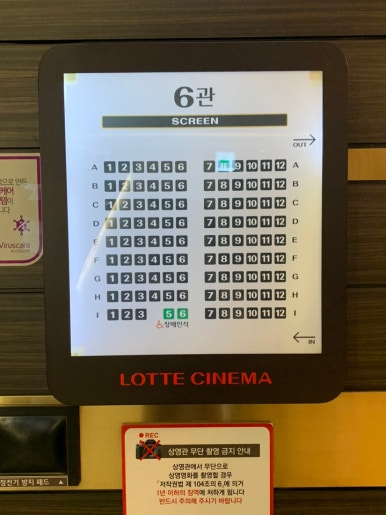 6관
SCREEN
OUT
A 1 2 3 4 5 6 7 9 10 11 12 A
B 1 2 3 4 5 6 7 8 9 10 11 12 B
C 1 2 3 4 5 6 7 8 9 10 11 12 C
D 1 2 3 4 5 6 7 8 9 10 11 12 D
E 1 2 3 4 5 6 7 8 9 10 11 12 E
F 1 2 3 4 5 6 7 8 9 10 11 12 F
G 1 2 3 4 5 6 7 8 9 10 11 12 G
H 1 2 3 4 5 6 7 8 9 10 11 12 H
I 1 2 3 5 6 7 8 9 10 11 12 I
장애인석
IN
LOTTE CINEMA
Viruscare
REC
상영관 무단 촬영 금지 안내
상영관에서 무단으로
상영영화를 촬영할 경우
「저작권법 제 104조의 6」에 의거
1년 이하의 징역에 처하게 됩니다
반드시 주의해 주시기 바랍니다
정전기 방지 패드